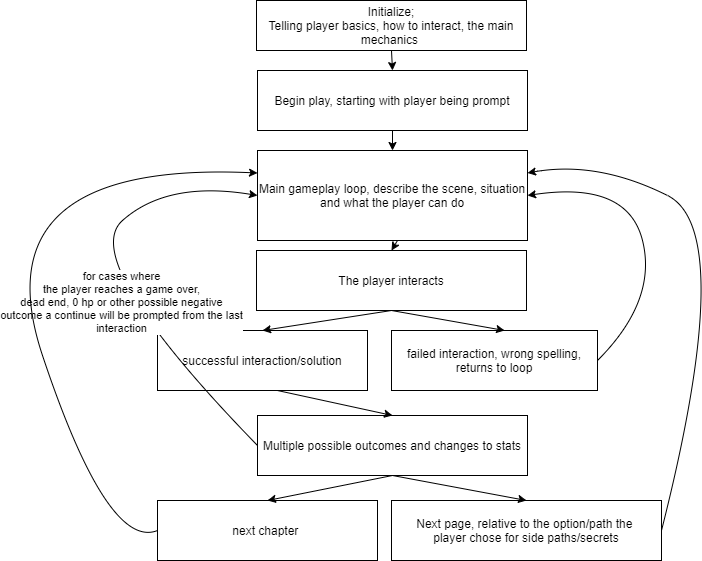 Initialize;
Telling player basics, how to interact, the main
mechanics
Begin play, starting with player being prompt
Main gameplay loop, describe the scene, situation
and what the player can do
The player interacts
for cases where
the player reaches a game over,
dead end, 0 hp or other possible negative
outcome a continue will be prompted from the last
interaction
successful interaction/solution
failed interaction, wrong spelling,
returns to loop
Multiple possible outcomes and changes to stats
next chapter
Next page, relative to the option/path the
player chose for side paths/secrets